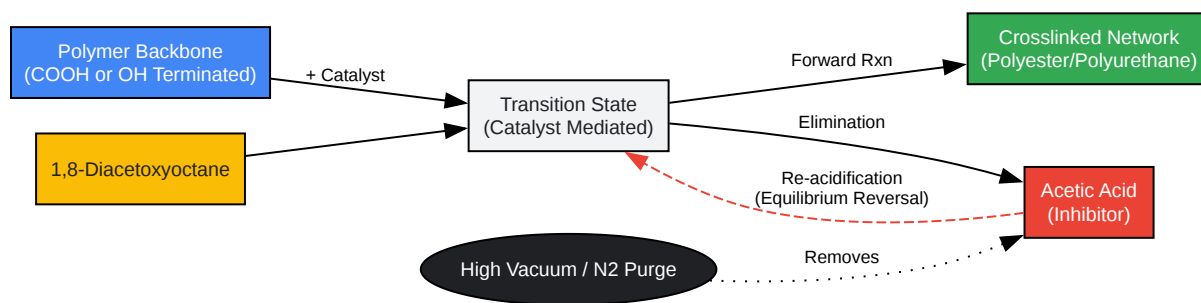 Polymer Backbone
(COOH or OH Terminated)
+ Catalyst
1,8-Diacetoxyoctane
Transition State
(Catalyst Mediated)
Forward Rxn
Crosslinked Network
(Polyester/Polyurethane)
Elimination
Re-acidification
(Equilibrium Reversal)
Acetic Acid
(Inhibitor)
High Vacuum / N2 Purge
Removes